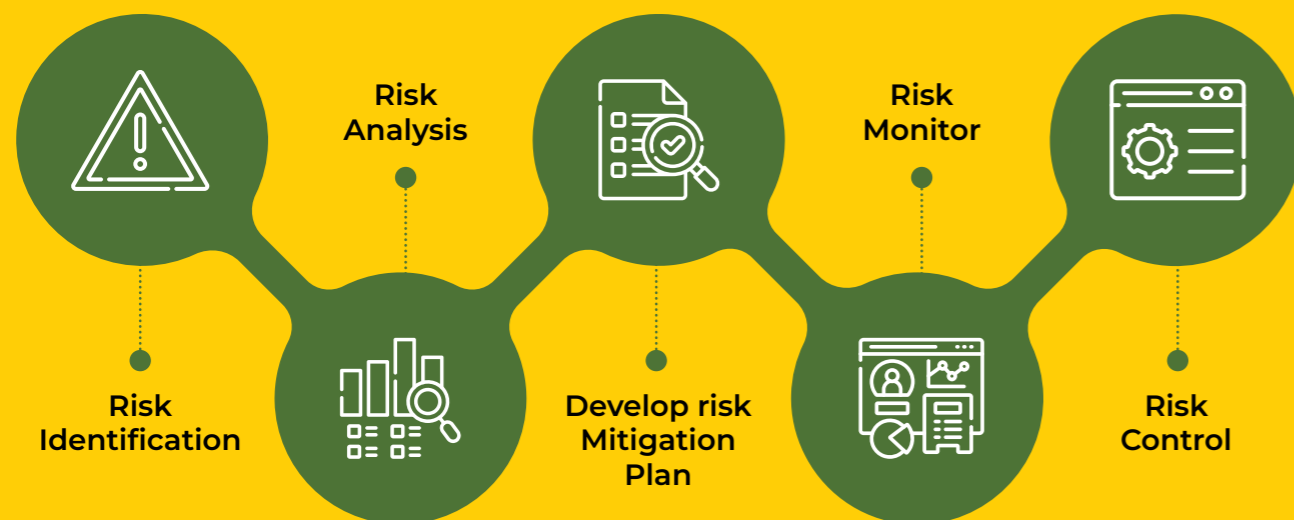 Risk
Identification
Risk
Analysis
Develop risk
Mitigation
Plan
Risk
Monitor
Risk
Control